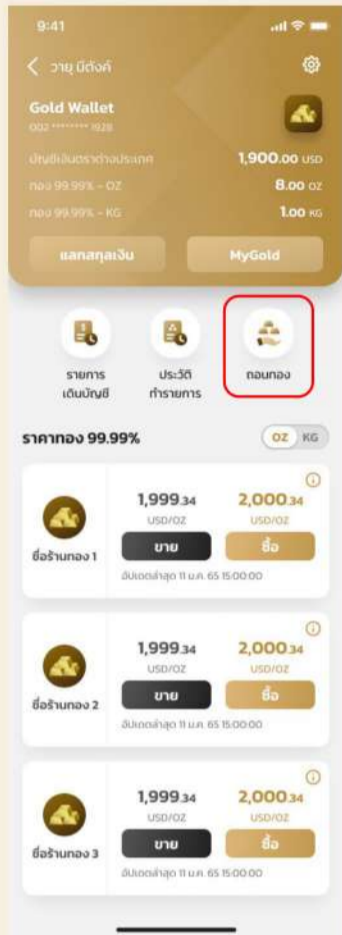 9:41
วายุ มีตังค์
Gold Wallet
002 ******** 1928
บัญชีเงินตราต่างประเทศ 1,900.00 USD
ทอง 99.99% - OZ 8.00 OZ
ทอง 99.99% - KG 1.00 KG
แลกสกุลเงิน MyGold
รายการ
เดินบัญชี
ประวัติ
ทำรายการ
ถอนทอง
ราคาทอง 99.99% OZ KG
1,999.34 2,000.34
USD/OZ USD/OZ
ขาย ซื้อ
ชื่อร้านทอง 1
อัปเดตล่าสุด 11 ม.ค. 65 15:00:00
1,999.34 2,000.34
USD/OZ USD/OZ
ขาย ซื้อ
ชื่อร้านทอง 2
อัปเดตล่าสุด 11 ม.ค. 65 15:00:00
1,999.34 2,000.34
USD/OZ USD/OZ
ขาย ซื้อ
ชื่อร้านทอง 3
อัปเดตล่าสุด 11 ม.ค. 65 15:00:00